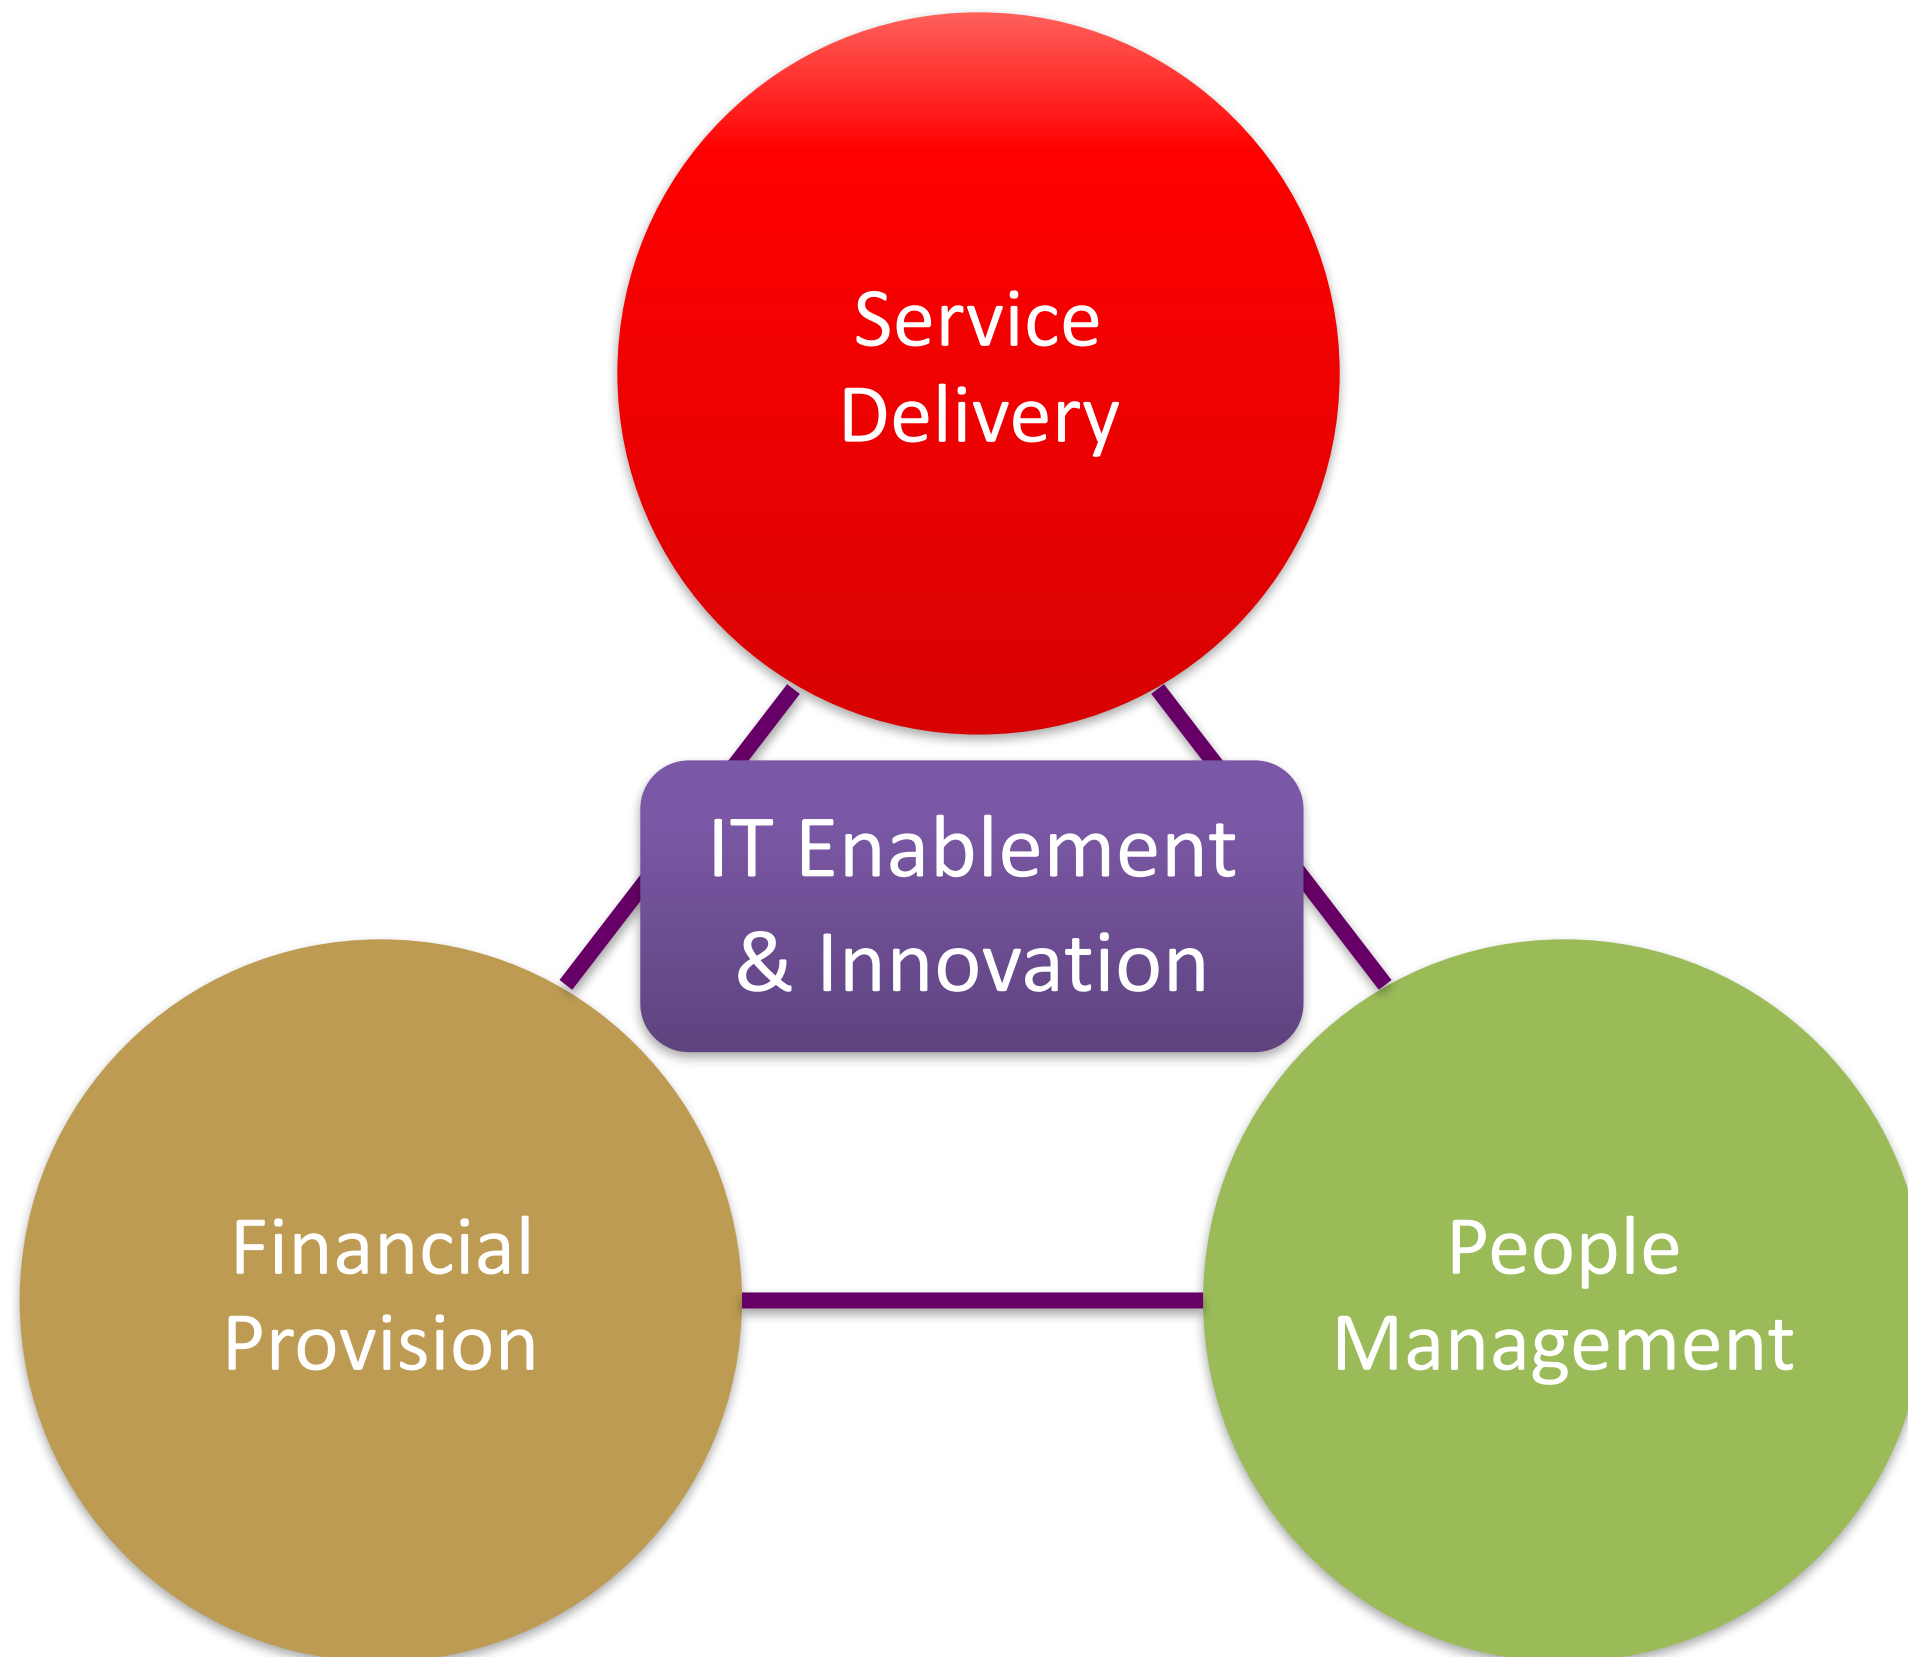 Service
Delivery
IT Enablement
& Innovation
Financial
Provision
People
Management